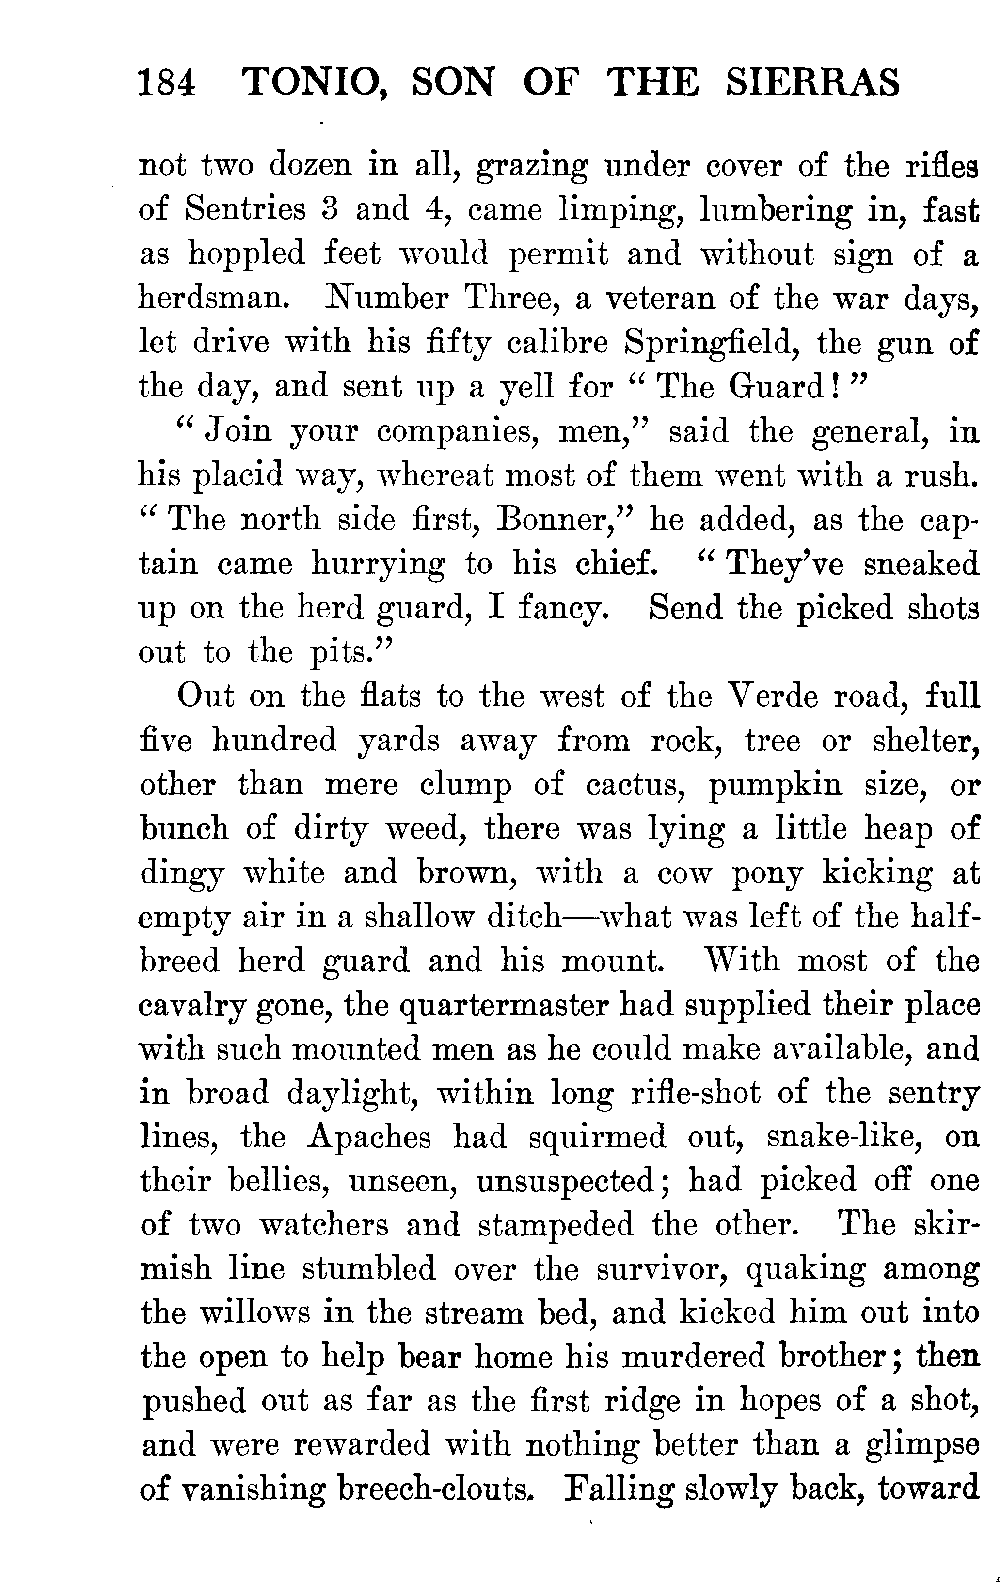 184 TONIO, SON OF THE SIERRAS
not two dozen in all, grazing under cover of the rifles
of Sentries 3 and 4, came limping, lumbering in, fast
as hoppled feet would permit and without sign of a
herdsman. Number Three, a veteran of the war days,
let drive with his fifty calibre Springfield, the gun of
the day, and sent up a yell for “ The Guard! ”
“ Join your companies, men,” said the general, in
his placid way, whereat most of them went with a rush.
“ The north side first, Bonner,” he added, as the cap-
tain came hurrying to his chief. “ They’ve sneaked
up on the herd guard, I fancy. Send the picked shots
out to the pits.”
Out on the flats to the west of the Verde road, full
five hundred yards away from rock, tree or shelter,
other than mere clump of cactus, pumpkin size, or
bunch of dirty weed, there was lying a little heap of
dingy white and brown, with a cow pony kicking at
empty air in a shallow ditch—what was left of the half-
breed herd guard and his mount. With most of the
cavalry gone, the quartermaster had supplied their place
with such mounted men as he could make available, and
in broad daylight, within long rifle-shot of the sentry
lines, the Apaches had squirmed out, snake-like, on
their bellies, unseen, unsuspected; had picked off one
of two watchers and stampeded the other. The skir-
mish line stumbled over the survivor, quaking among
the willows in the stream bed, and kicked him out into
the open to help bear home his murdered brother; then
pushed out as far as the first ridge in hopes of a shot,
and were rewarded with nothing better than a glimpse
of vanishing breech-clouts. Falling slowly back, toward